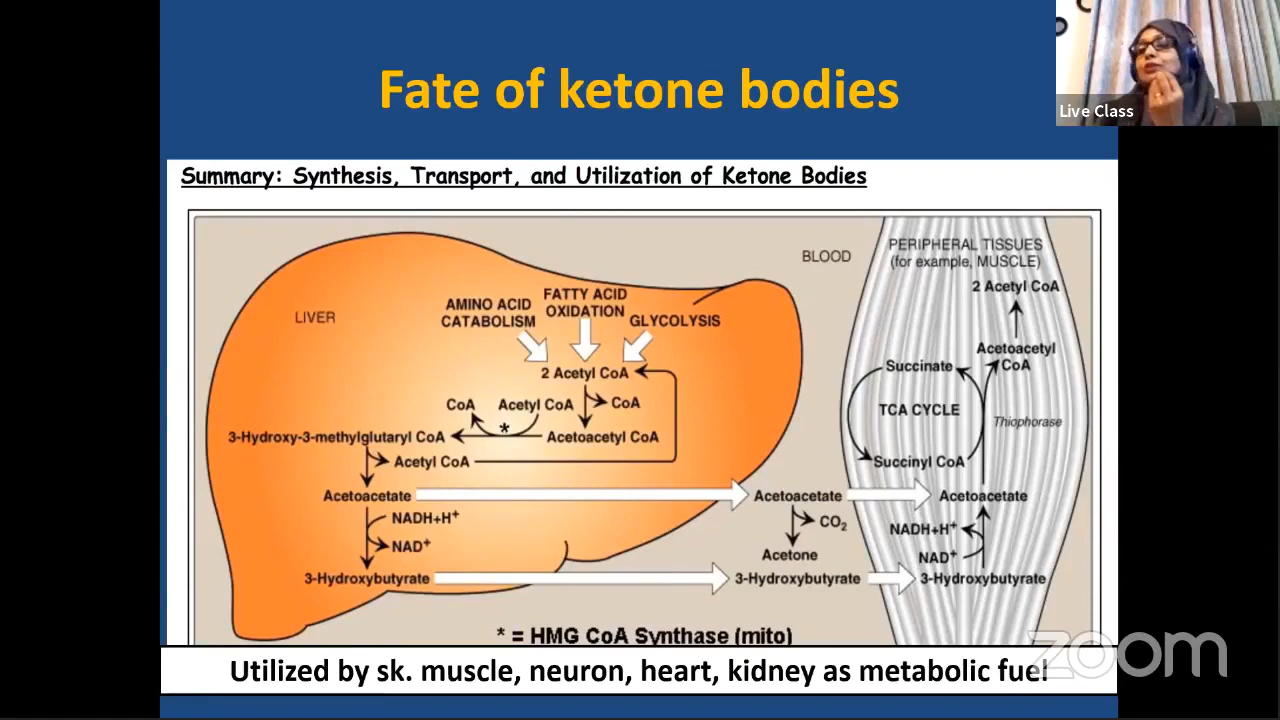 Fate of ketone bodies
Live Class
Summary: Synthesis, Transport, and Utilization of Ketone Bodies
BLOOD
PERIPHERAL TISSUES
(for example, MUSCLE)
2 Acetyl CoA
LIVER
AMINO ACID
CATABOLISM
FATTY ACID
OXIDATION
GLYCOLYSIS
2 Acetyl CoA
CoA
Acetyl CoA
CoA
3-Hydroxy-3-methylglutaryl CoA
*
Acetoacetyl CoA
Acetyl CoA
Acetoacetyl
CoA
Succinate
TCA CYCLE
Thiophorase
Succinyl CoA
Acetoacetate
Acetoacetate
Acetoacetate
NADH+H⁺
NAD⁺
CO₂
Acetone
NADH+H⁺
NAD⁺
3-Hydroxybutyrate
3-Hydroxybutyrate
3-Hydroxybutyrate
* = HMG CoA Synthase (mito)
Utilized by sk. muscle, neuron, heart, kidney as metabolic fuel
zoom